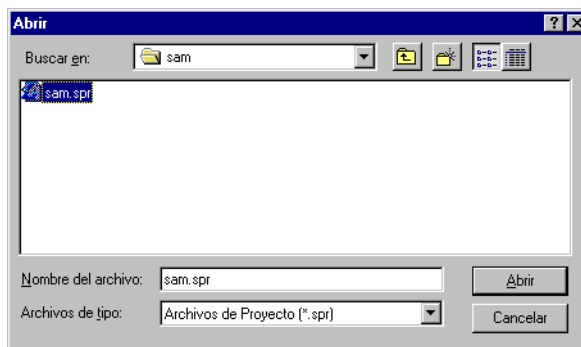 Abrir
Buscar en: sam
sam.spr
Nombre del archivo: sam.spr Abrir
Archivos de tipo: Archivos de Proyecto (*.spr) Cancelar